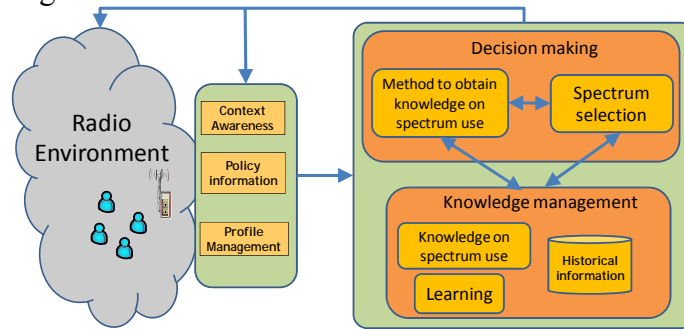 Decision making
Method to obtain
knowledge on
spectrum use
Spectrum
selection
Radio
Environment
Context
Awareness
Policy
information
Profile
Management
Knowledge management
Knowledge on
spectrum use
Historical
information
Learning